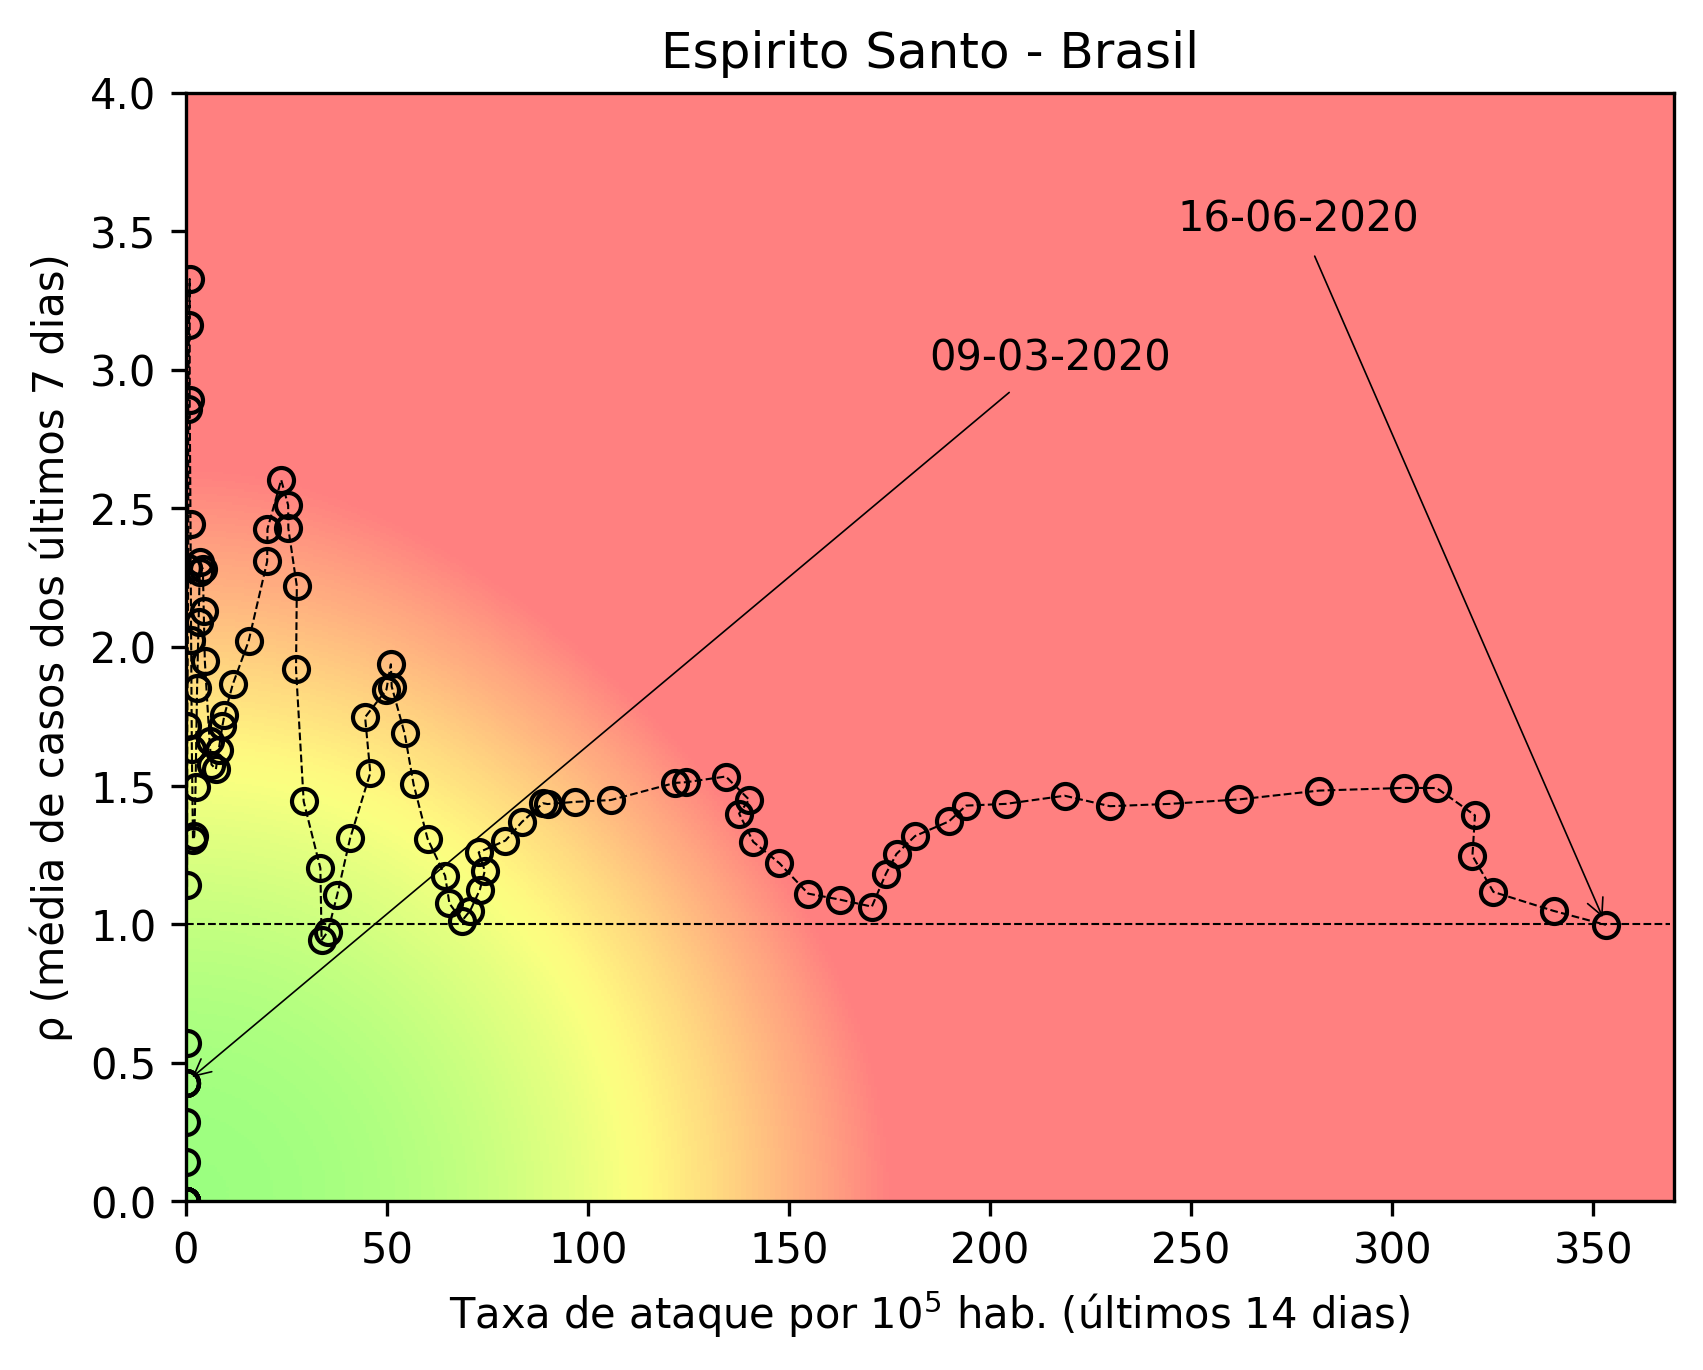 Espirito Santo - Brasil
4.0
3.5
3.0
2.5
2.0
1.5
1.0
0.5
0.0
ρ (média de casos dos últimos 7 dias)
16-06-2020
09-03-2020
0 50 100 150 200 250 300 350
Taxa de ataque por 10⁵ hab. (últimos 14 dias)